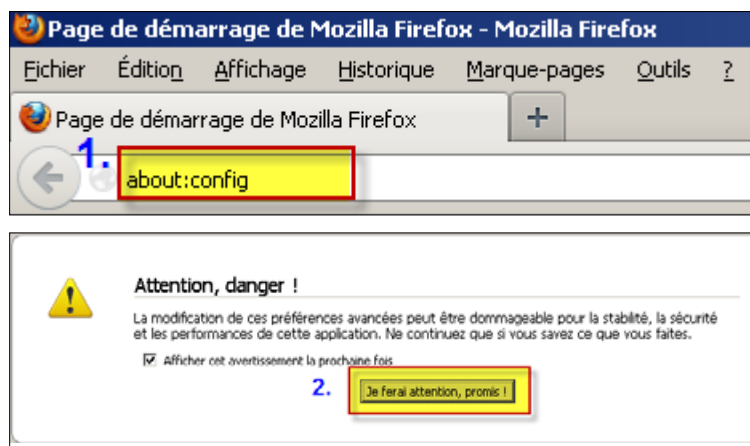 Page de démarrage de Mozilla Firefox - Mozilla Firefox
Fichier Édition Affichage Historique Marque-pages Outils ?
Page de démarrage de Mozilla Firefox +
1. about:config
Attention, danger !
La modification de ces préférences avancées peut être dommageable pour la stabilité, la sécurité
et les performances de cette application. Ne continuez que si vous savez ce que vous faites.
Afficher cet avertissement la prochaine fois
2. Je ferai attention, promis !